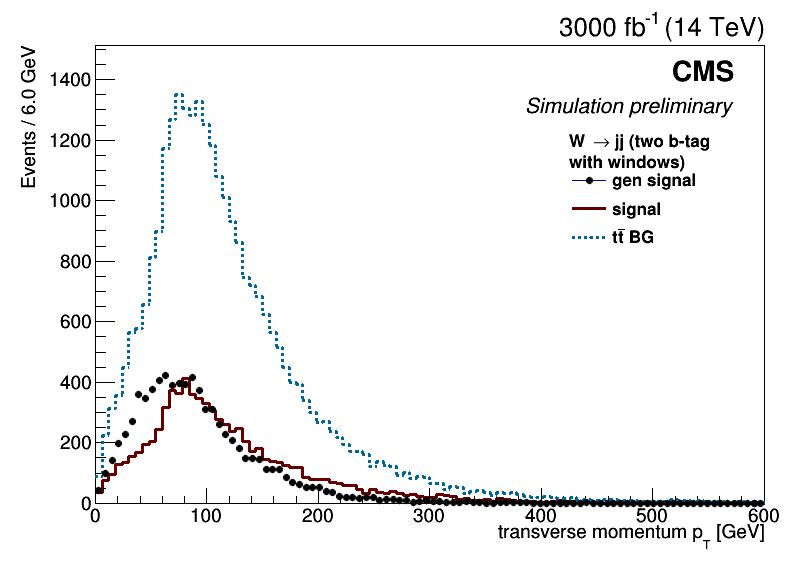 3000 fb⁻¹ (14 TeV)
CMS
Simulation preliminary
W → jj (two b-tag
with windows)
gen signal
signal
tt̄ BG
Events / 6.0 GeV
1400
1200
1000
800
600
400
200
0
0 100 200 300 400 500 600
transverse momentum p_T [GeV]